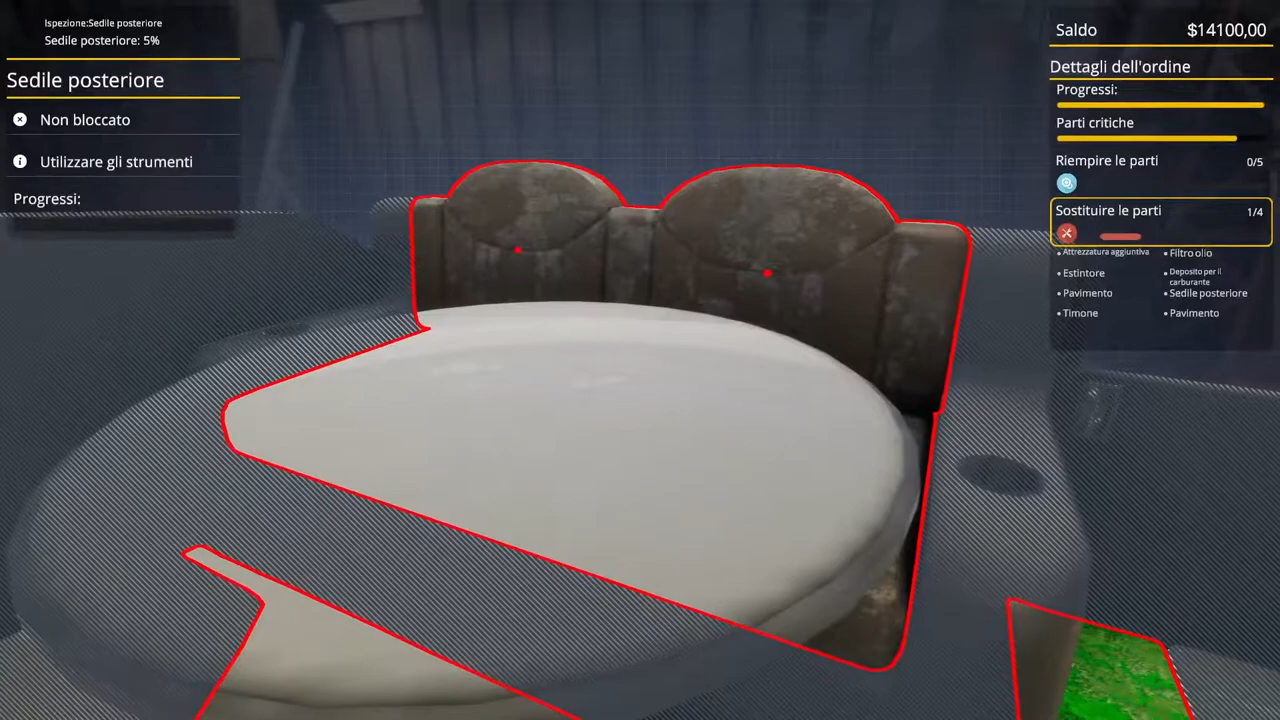 Ispezione:Sedile posteriore
Sedile posteriore: 5%
Sedile posteriore
Non bloccato
Utilizzare gli strumenti
Progressi:
Saldo $14100,00
Dettagli dell'ordine
Progressi:
Parti critiche
Riempire le parti 0/5
Sostituire le parti 1/4
• Attrezzatura aggiuntiva
• Filtro olio
• Estintore
• Deposito per il
carburante
• Pavimento
• Sedile posteriore
• Timone
• Pavimento